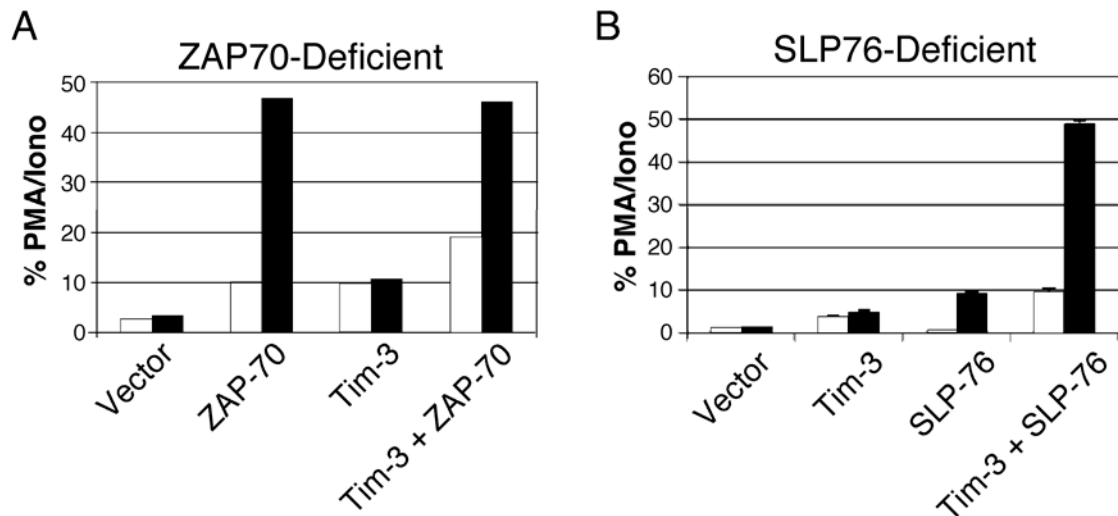 A
ZAP70-Deficient
% PMA/Iono
50
40
30
20
10
0
Vector
ZAP-70
Tim-3
Tim-3 + ZAP-70
B
SLP76-Deficient
% PMA/Iono
60
50
40
30
20
10
0
Vector
Tim-3
SLP-76
Tim-3 + SLP-76